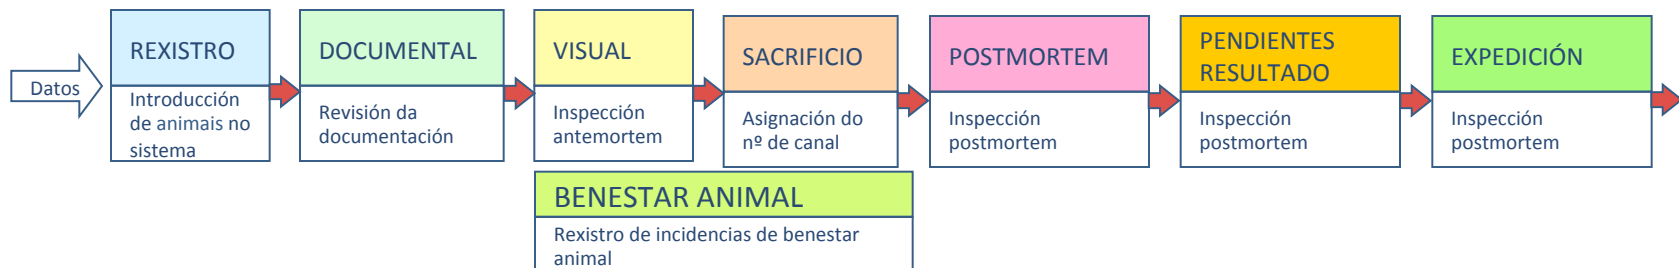 Datos
REXISTRO
Introducción
de animais no
sistema
DOCUMENTAL
Revisión da
documentación
VISUAL
Inspección
antemortem
SACRIFICIO
Asignación do
nº de canal
POSTMORTEM
Inspección
postmortem
PENDIENTES
RESULTADO
Inspección
postmortem
EXPEDICIÓN
Inspección
postmortem
BENESTAR ANIMAL
Rexistro de incidencias de benestar
animal